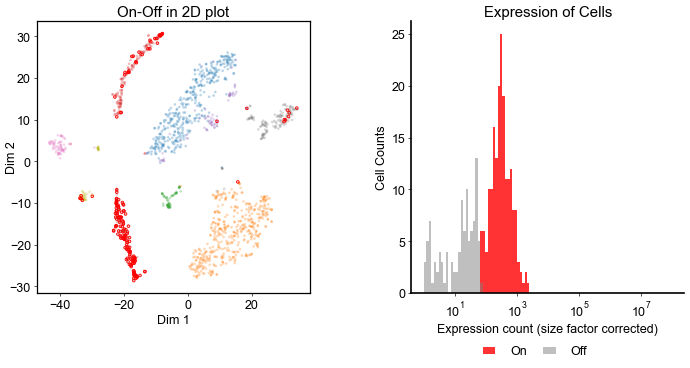 On-Off in 2D plot
Expression of Cells
30
20
10
0
−10
−20
−30
Dim 2
−40
−20
0
20
Dim 1
25
20
15
10
5
0
Cell Counts
10^1
10^3
10^5
10^7
Expression count (size factor corrected)
On
Off